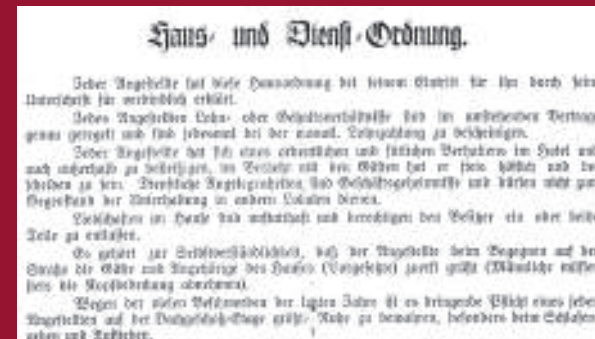 Haus- und Dienst-Ordnung.
Jeder Angestellte hat diese Hausordnung bei seinem Eintritt für ihn durch sein
Unterschrift für verbindlich erklärt.
Jedes Angestellten Lohn- oder Gehaltsverhältnisse sind im umstehenden Vertrag
genau geregelt und sind jedesmal bei der monatl. Lohnzahlung zu bescheinigen.
Jeder Angestellte hat sich eines ordentlichen und sittlichen Verhaltens im Hotel und
auch außerhalb zu befleißigen, im Verkehr mit den Gästen hat er stets höflich und be
scheiden zu sein. Dienstliche Angelegenheiten sind Geschäftsgeheimnisse und dürfen nicht zum
Gegenstand der Unterhaltung in andern Lokalen dienen.
Liebschaften im Hause sind unstatthaft und berechtigen den Besitzer ein oder beide
Teile zu entlassen.
Es gehört zur Selbstverständlichkeit, daß der Angestellte beim Begegnen auf der
Straße die Gäste und Angehörige des Hauses (Vorgesetzte) zuerst grüßt (Männliche müssen
stets die Kopfbedeckung abnehmen).
Wegen der vielen Beschwerden der letzten Jahre ist es dringende Pflicht eines jeden
Angestellten auf der Dachgeschoß-Etage größte Ruhe zu bewahren, besonders beim Schlafen
gehen und Aufstehen.